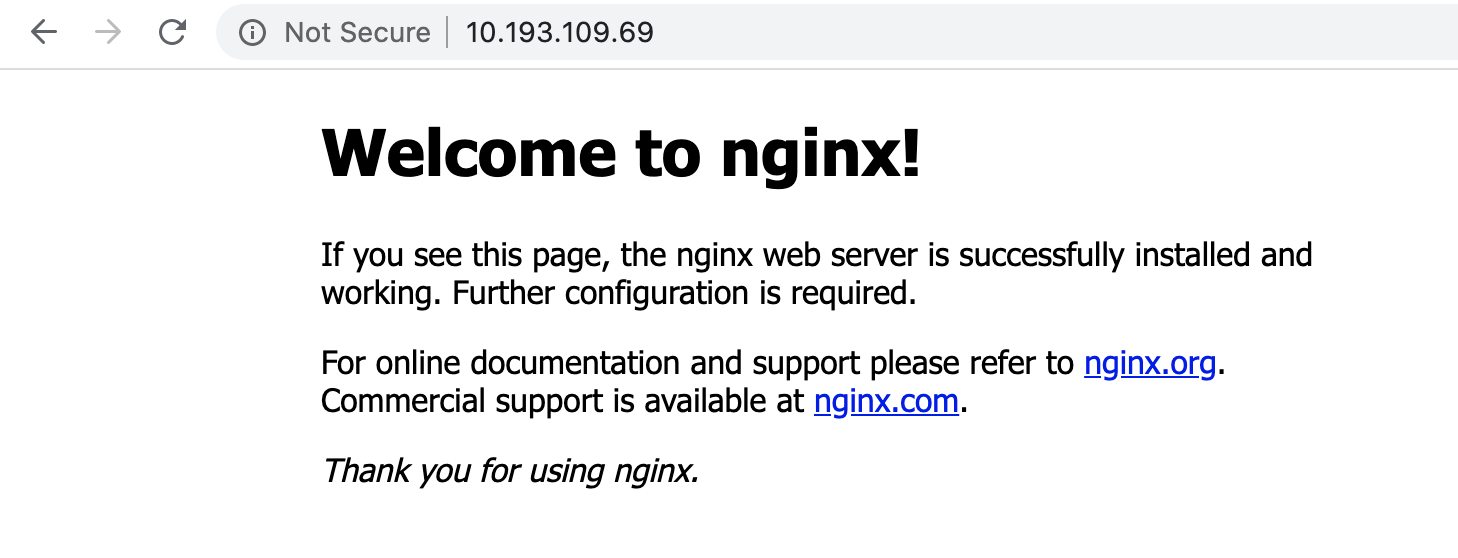 Not Secure 10.193.109.69
Welcome to nginx!
If you see this page, the nginx web server is successfully installed and
working. Further configuration is required.
For online documentation and support please refer to nginx.org.
Commercial support is available at nginx.com.
Thank you for using nginx.